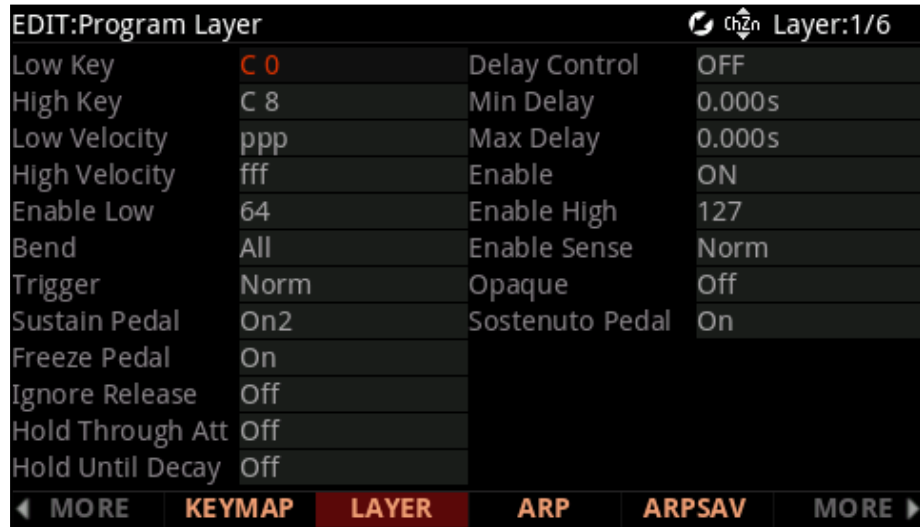 EDIT:Program Layer ChZn Layer:1/6
Low Key C 0 Delay Control OFF
High Key C 8 Min Delay 0.000s
Low Velocity ppp Max Delay 0.000s
High Velocity fff Enable ON
Enable Low 64 Enable High 127
Bend All Enable Sense Norm
Trigger Norm Opaque Off
Sustain Pedal On2 Sostenuto Pedal On
Freeze Pedal On
Ignore Release Off
Hold Through Att Off
Hold Until Decay Off
MORE KEYMAP LAYER ARP ARPSAV MORE